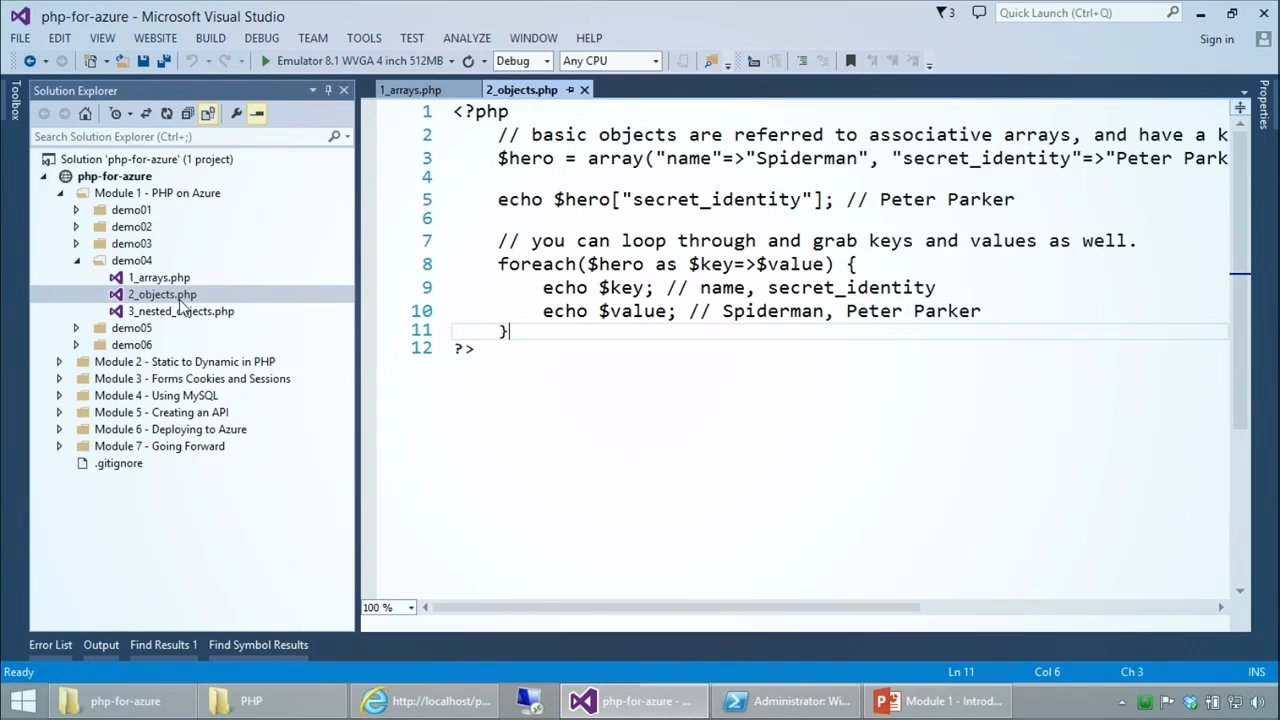 php-for-azure - Microsoft Visual Studio
3
Quick Launch (Ctrl+Q)
FILE EDIT VIEW WEBSITE BUILD DEBUG TEAM TOOLS TEST ANALYZE WINDOW HELP
Sign in
Emulator 8.1 WVGA 4 inch 512MB
Debug
Any CPU
Toolbox
Solution Explorer
Search Solution Explorer (Ctrl+;)
Solution 'php-for-azure' (1 project)
php-for-azure
Module 1 - PHP on Azure
demo01
demo02
demo03
demo04
1_arrays.php
2_objects.php
3_nested_objects.php
demo05
demo06
Module 2 - Static to Dynamic in PHP
Module 3 - Forms Cookies and Sessions
Module 4 - Using MySQL
Module 5 - Creating an API
Module 6 - Deploying to Azure
Module 7 - Going Forward
.gitignore
1_arrays.php 2_objects.php
1 <?php
2 // basic objects are referred to associative arrays, and have a k
3 $hero = array("name"=>"Spiderman", "secret_identity"=>"Peter Park
4
5 echo $hero["secret_identity"]; // Peter Parker
6
7 // you can loop through and grab keys and values as well.
8 foreach($hero as $key=>$value) {
9 echo $key; // name, secret_identity
10 echo $value; // Spiderman, Peter Parker
11 }
12 ?>
Properties
100 %
Error List Output Find Results 1 Find Symbol Results
Ready Ln 11 Col 6 Ch 3 INS
php-for-azure PHP http://localhost/p... php-for-azure - ... Administrator: Wi... Module 1 - Introd...